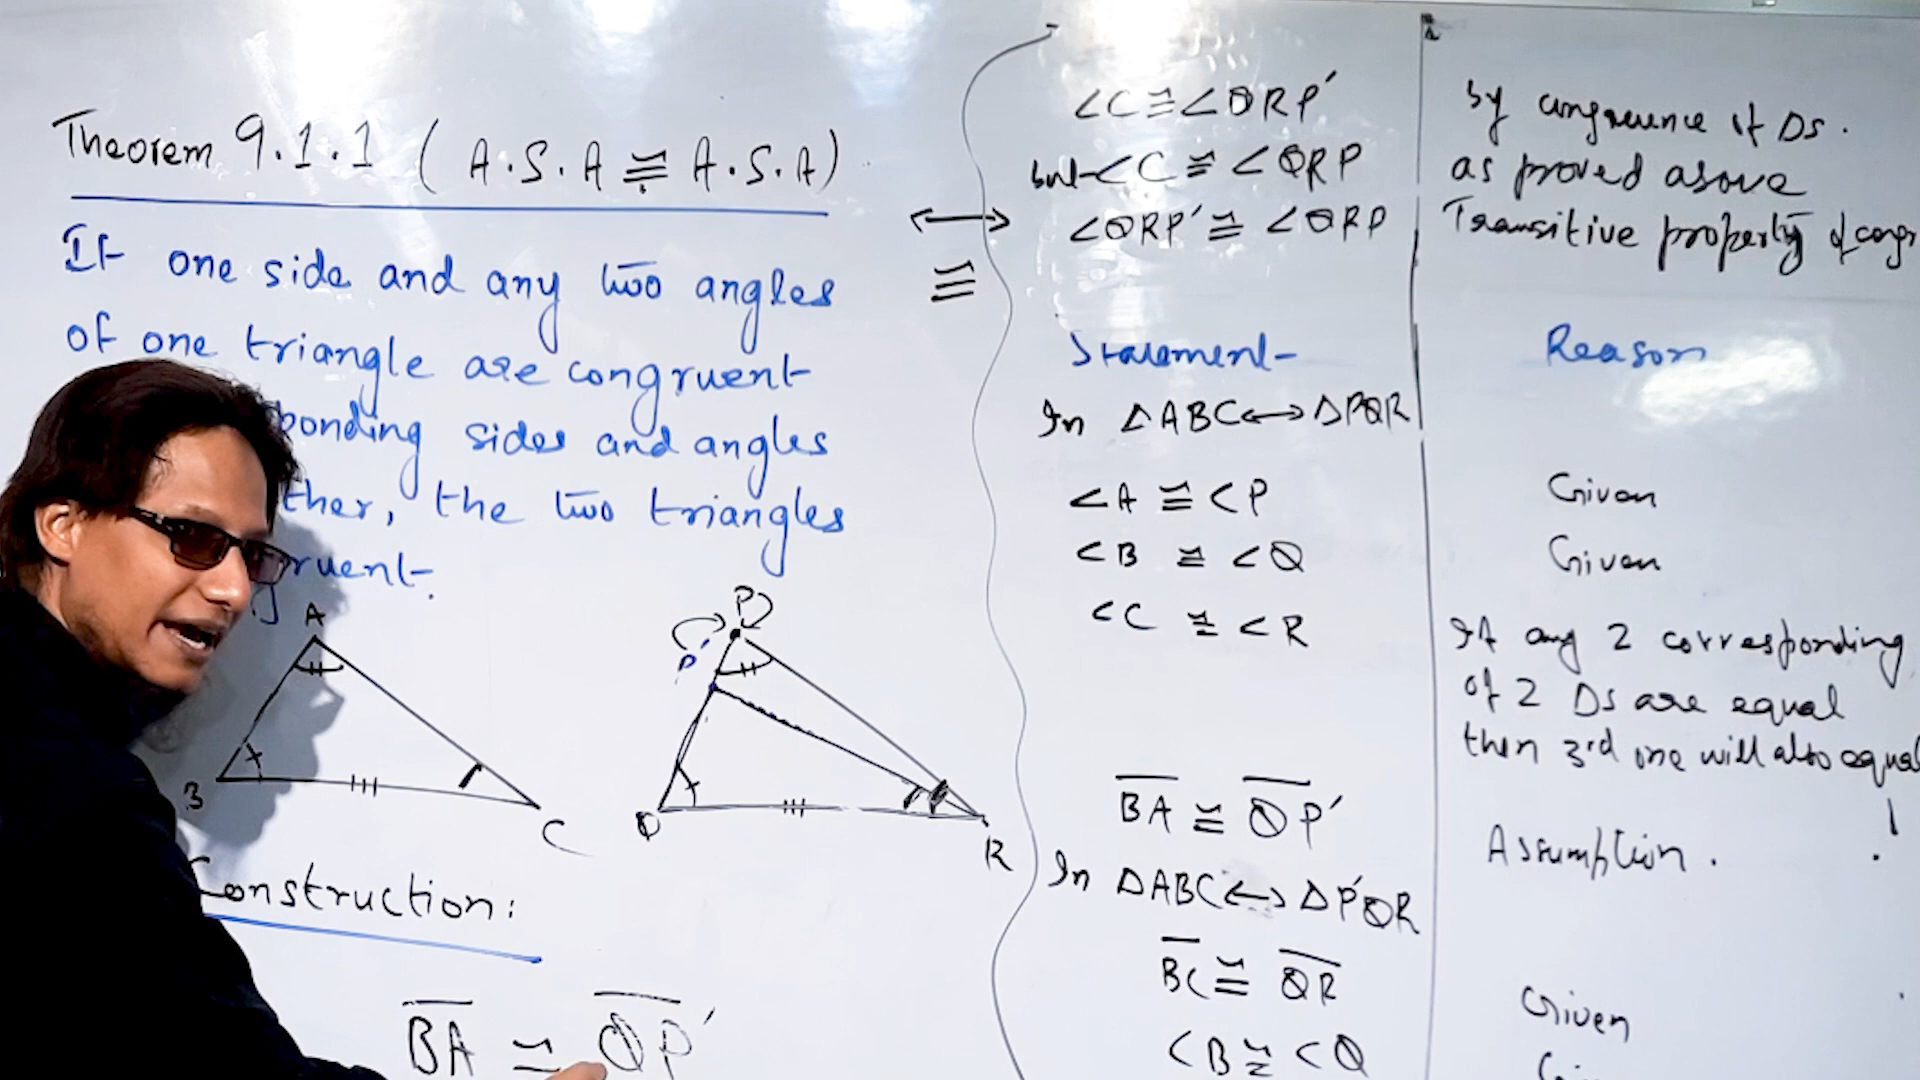 Theorem 9.1.1 ( A.S.A ≅ A.S.A)
If one side and any two angles
of one triangle are congruent
ponding sides and angles
ther, the two triangles
ruent.
A
B
C
P
P'
Q
R
Construction:
BA ≅ QP'
↔
≅
∠C ≅ ∠QRP'
but ∠C ≅ ∠QRP
∠QRP' ≅ ∠QRP
Statement
In ΔABC ↔ ΔPQR
∠A ≅ ∠P
∠B ≅ ∠Q
∠C ≅ ∠R
BA ≅ QP'
In ΔABC ↔ ΔP'QR
BC ≅ QR
∠B ≅ ∠Q
by congruence of Δs.
as proved above
Transitive property of congr
Reason
Given
Given
If any 2 corresponding
of 2 Δs are equal
then 3rd one will also equal
Assumption.
Given